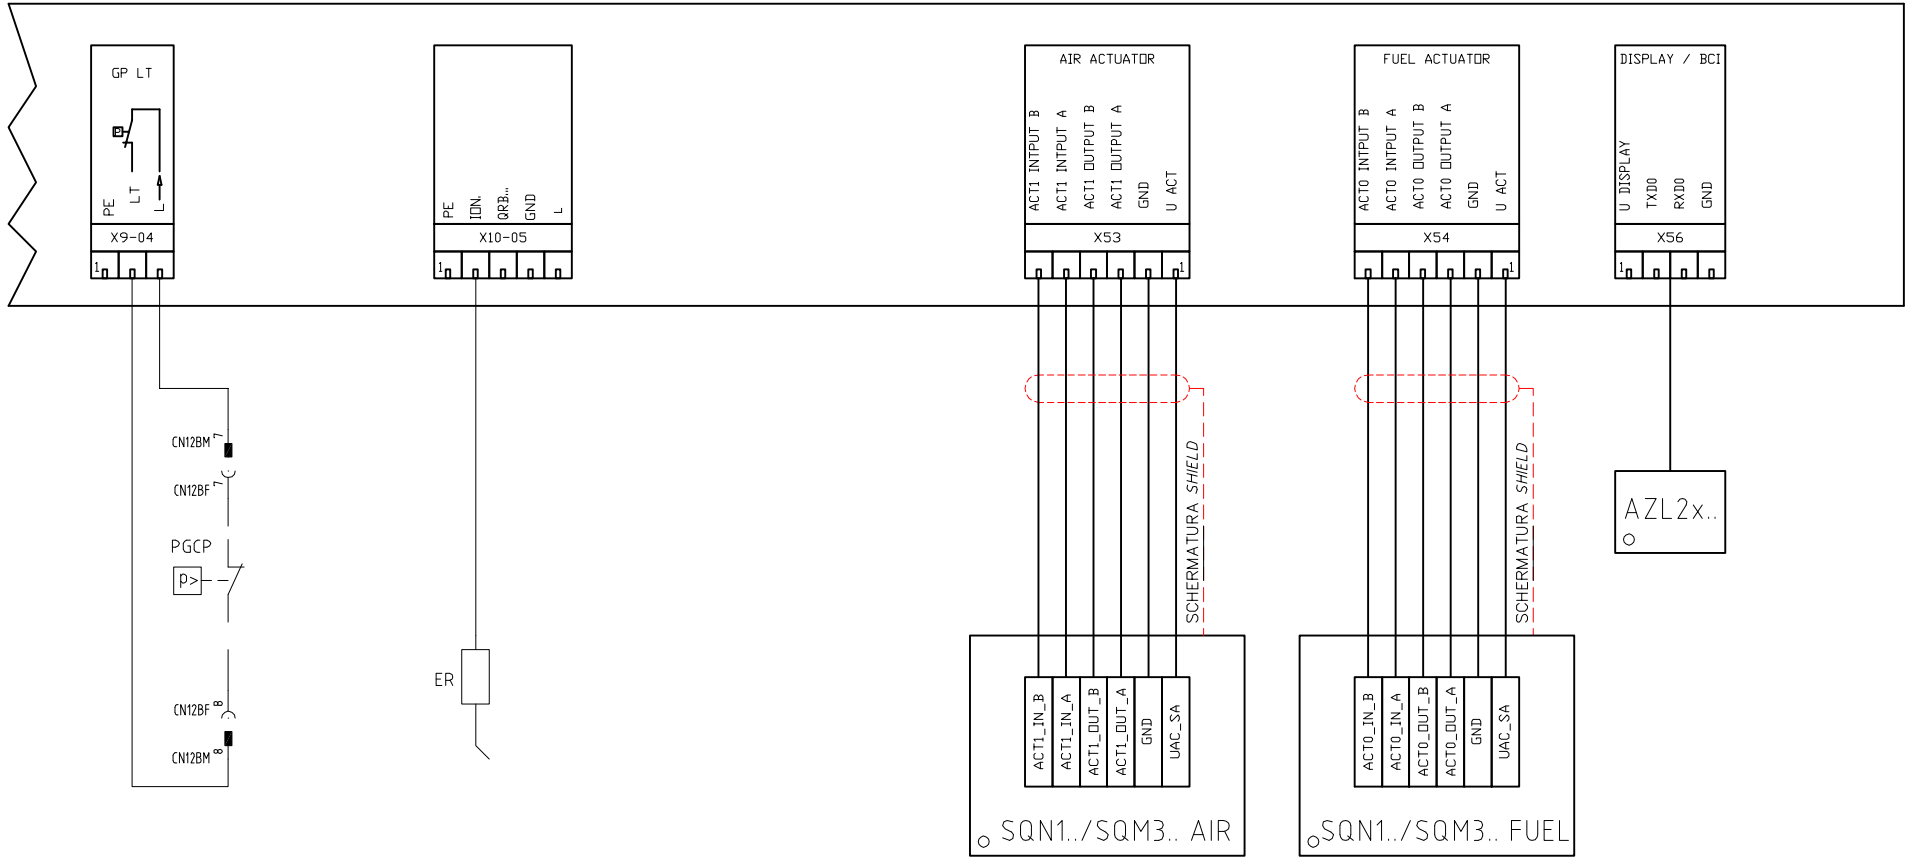 GP LT
P
PE
LT
L
X9-04
1
PE
ION.
QRB...
GND
L
X10-05
1
AIR ACTUATOR
ACT1 INTPUT B
ACT1 INTPUT A
ACT1 OUTPUT B
ACT1 OUTPUT A
GND
U ACT
X53
1
FUEL ACTUATOR
ACT0 INTPUT B
ACT0 INTPUT A
ACT0 OUTPUT B
ACT0 OUTPUT A
GND
U ACT
X54
1
DISPLAY / BCI
U DISPLAY
TXD0
RXD0
GND
X56
1
CN12BM 7
CN12BF 7
PGCP
p>
CN12BF 8
CN12BM 8
ER
SCHERMATURA SHIELD
ACT1_IN_B
ACT1_IN_A
ACT1_OUT_B
ACT1_OUT_A
GND
UAC_SA
SQN1../SQM3.. AIR
SCHERMATURA SHIELD
ACT0_IN_B
ACT0_IN_A
ACT0_OUT_B
ACT0_OUT_A
GND
UAC_SA
SQN1../SQM3.. FUEL
AZL2x..